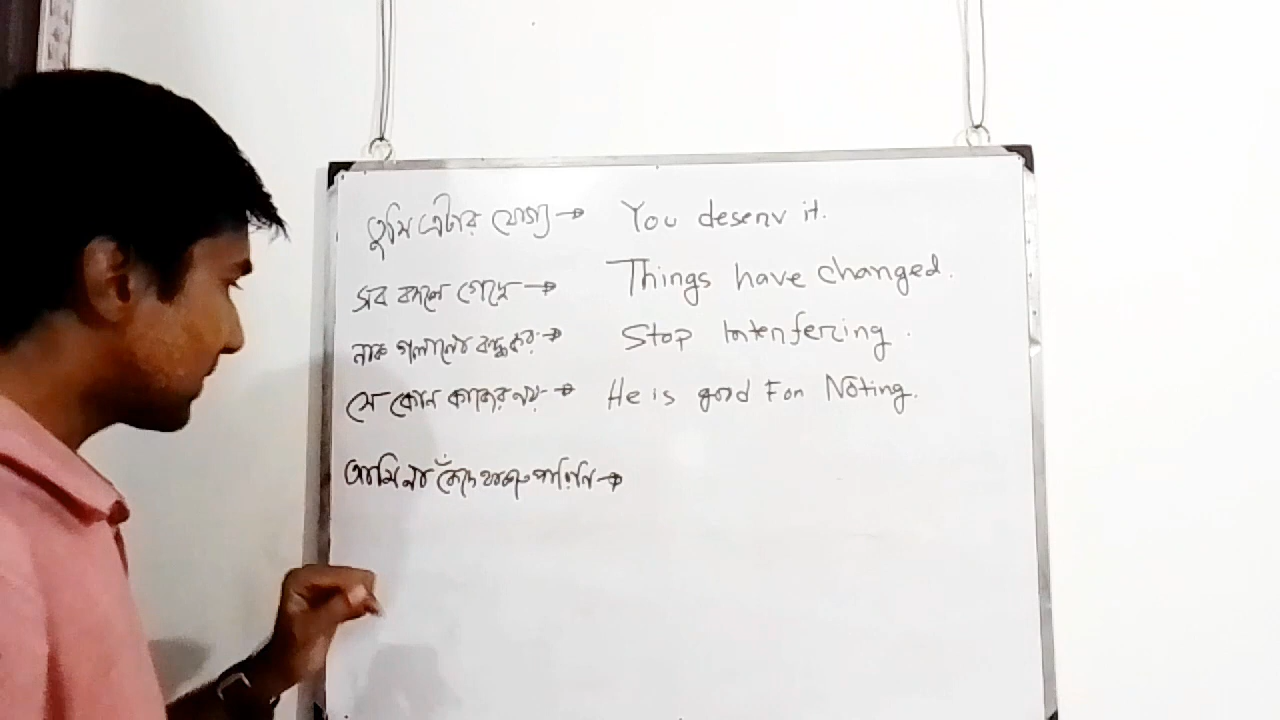 তুমি এটার যোগ্য → You deserv it.
সব বদলে গেছে → Things have changed.
নাক গলানো বন্ধ কর → Stop Interfering.
সে কোন কাজের নয় → He is good For Noting.
আমি না কেঁদে থাকতে পারিনি →